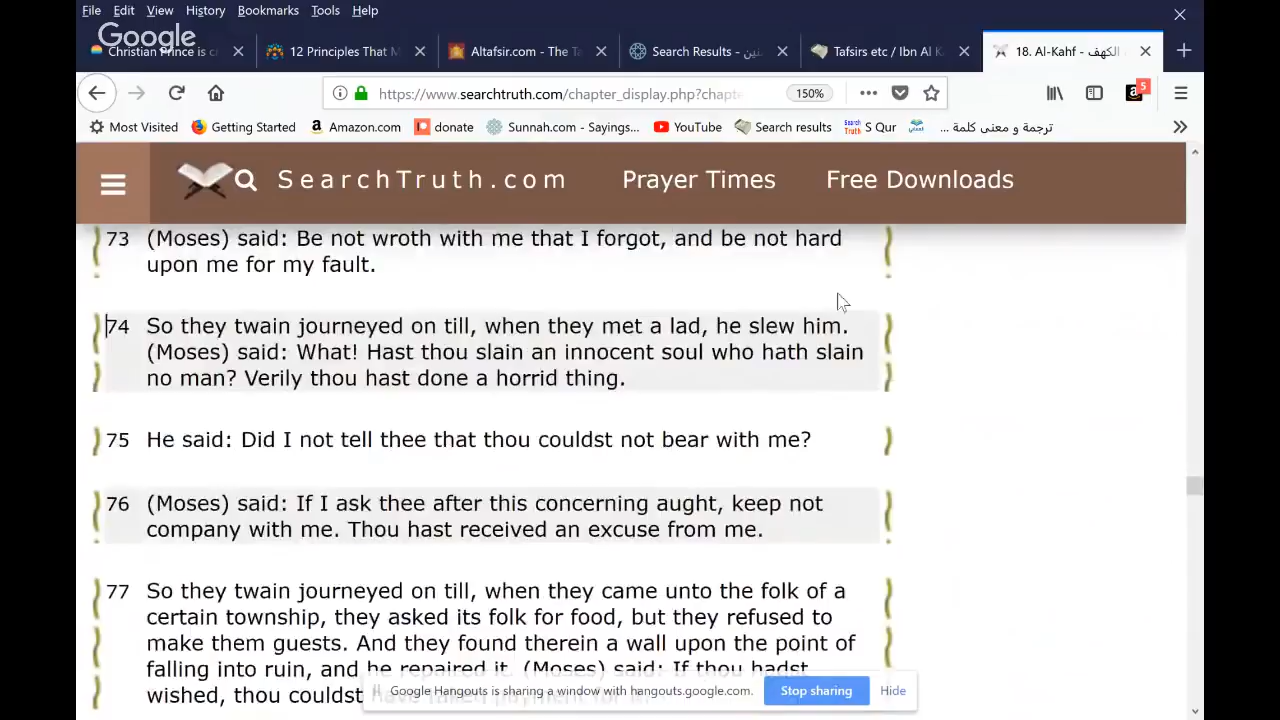 File Edit View History Bookmarks Tools Help
Google
Christian Prince is c
12 Principles That M
Altafsir.com - The Ta
Search Results - نين
Tafsirs etc / Ibn Al K
18. Al-Kahf - الكهف
https://www.searchtruth.com/chapter_display.php?chapte
150%
5
Most Visited Getting Started Amazon.com donate Sunnah.com - Sayings,... YouTube Search results S Qur ترجمة و معنى كلمة ...
SearchTruth.com Prayer Times Free Downloads
73 (Moses) said: Be not wroth with me that I forgot, and be not hard
upon me for my fault.
74 So they twain journeyed on till, when they met a lad, he slew him.
(Moses) said: What! Hast thou slain an innocent soul who hath slain
no man? Verily thou hast done a horrid thing.
75 He said: Did I not tell thee that thou couldst not bear with me?
76 (Moses) said: If I ask thee after this concerning aught, keep not
company with me. Thou hast received an excuse from me.
77 So they twain journeyed on till, when they came unto the folk of a
certain township, they asked its folk for food, but they refused to
make them guests. And they found therein a wall upon the point of
falling into ruin, and he repaired it. (Moses) said: If thou hadst
wished, thou couldst have taken payment for it.
Google Hangouts is sharing a window with hangouts.google.com. Stop sharing Hide